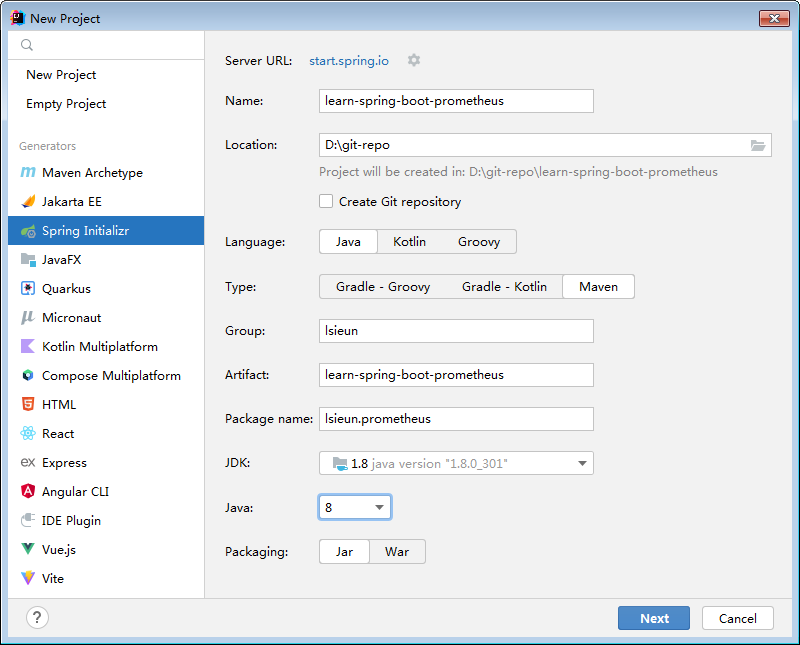 New Project
New Project
Empty Project
Generators
Maven Archetype
Jakarta EE
Spring Initializr
JavaFX
Quarkus
Micronaut
Kotlin Multiplatform
Compose Multiplatform
HTML
React
ex Express
Angular CLI
IDE Plugin
Vue.js
Vite
Server URL: start.spring.io
Name: learn-spring-boot-prometheus
Location: D:\git-repo
Project will be created in: D:\git-repo\learn-spring-boot-prometheus
Create Git repository
Language: Java Kotlin Groovy
Type: Gradle - Groovy Gradle - Kotlin Maven
Group: lsieun
Artifact: learn-spring-boot-prometheus
Package name: lsieun.prometheus
JDK: 1.8 java version "1.8.0_301"
Java: 8
Packaging: Jar War
? Next Cancel